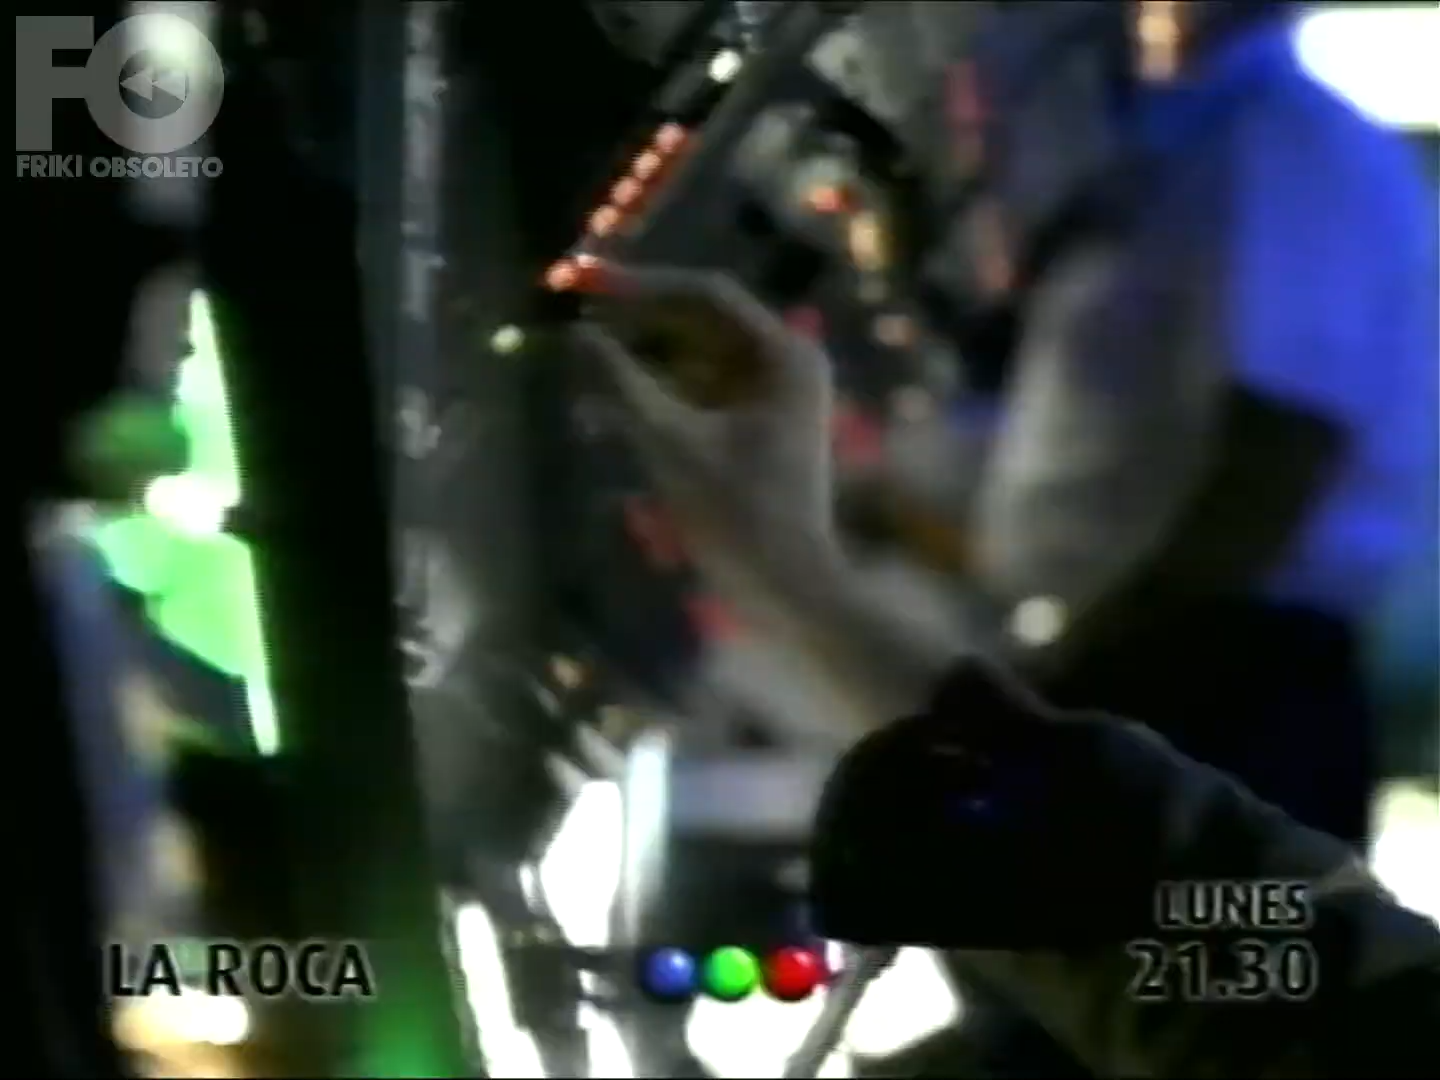 FO
FRIKI OBSOLETO
LUNES
LA ROCA
21.30